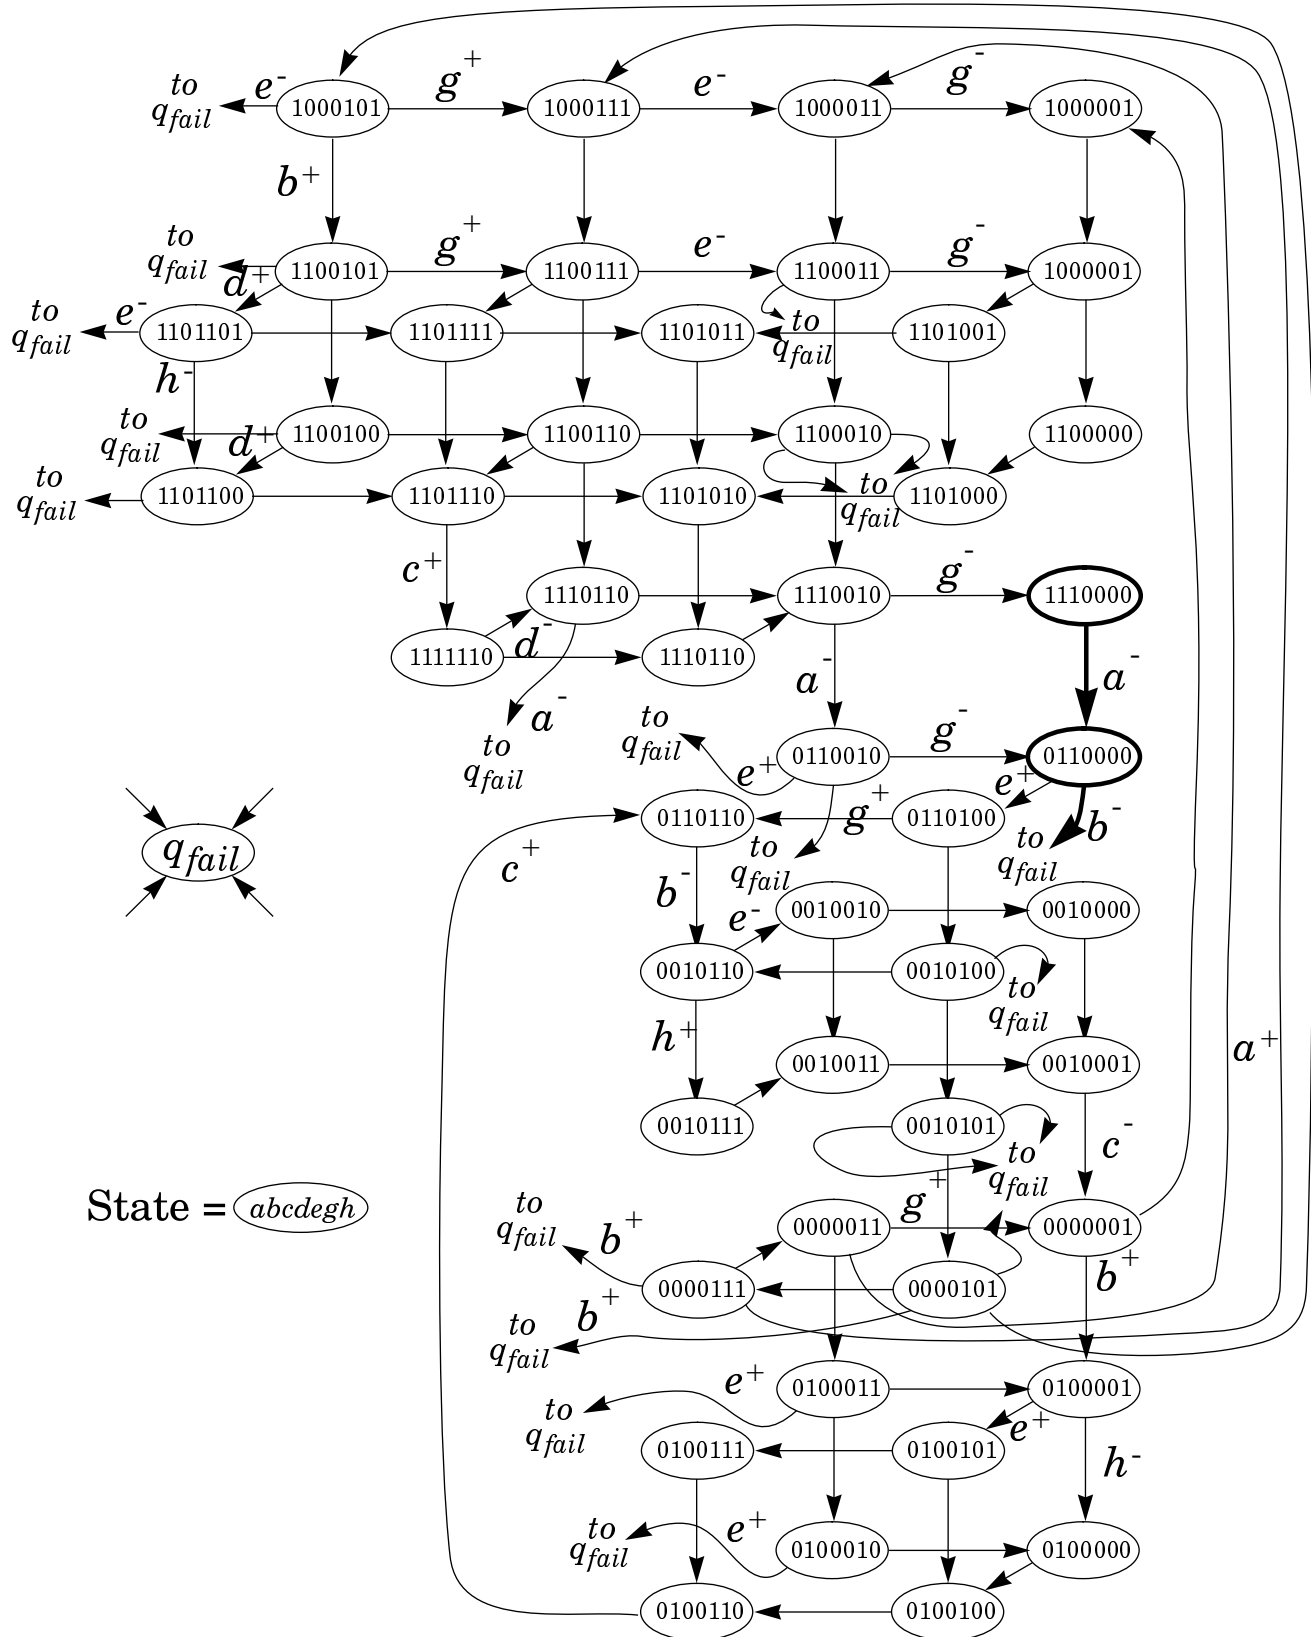 to e- g+ e- g-
q_fail 1000101 1000111 1000011 1000001
b+
to g+ e- g-
q_fail 1100101 1100111 1100011 1000001
d+
to e- to
q_fail 1101101 1101111 1101011 q_fail 1101001
h-
to 1100100 1100110 1100010 1100000
q_fail d+
to to
q_fail 1101100 1101110 1101010 q_fail 1101000
c+ g-
1110110 1110010 1110000
d-
1111110 1110110
a- a- a-
to to g-
q_fail q_fail 0110010 0110000
e+ e+
0110110 g+ 0110100 b-
q_fail c+ to to
b- q_fail q_fail
e- 0010010 0010000
0010110 0010100 to
h+ q_fail
0010011 0010001 a+
0010111 0010101 c-
to
q_fail
State = abcdegh
to g+
q_fail b+ 0000011 0000001
0000111 0000101 b+
to b+
q_fail
e+ 0100011 0100001
to e+
q_fail 0100111 0100101 h-
to e+
q_fail 0100010 0100000
0100110 0100100